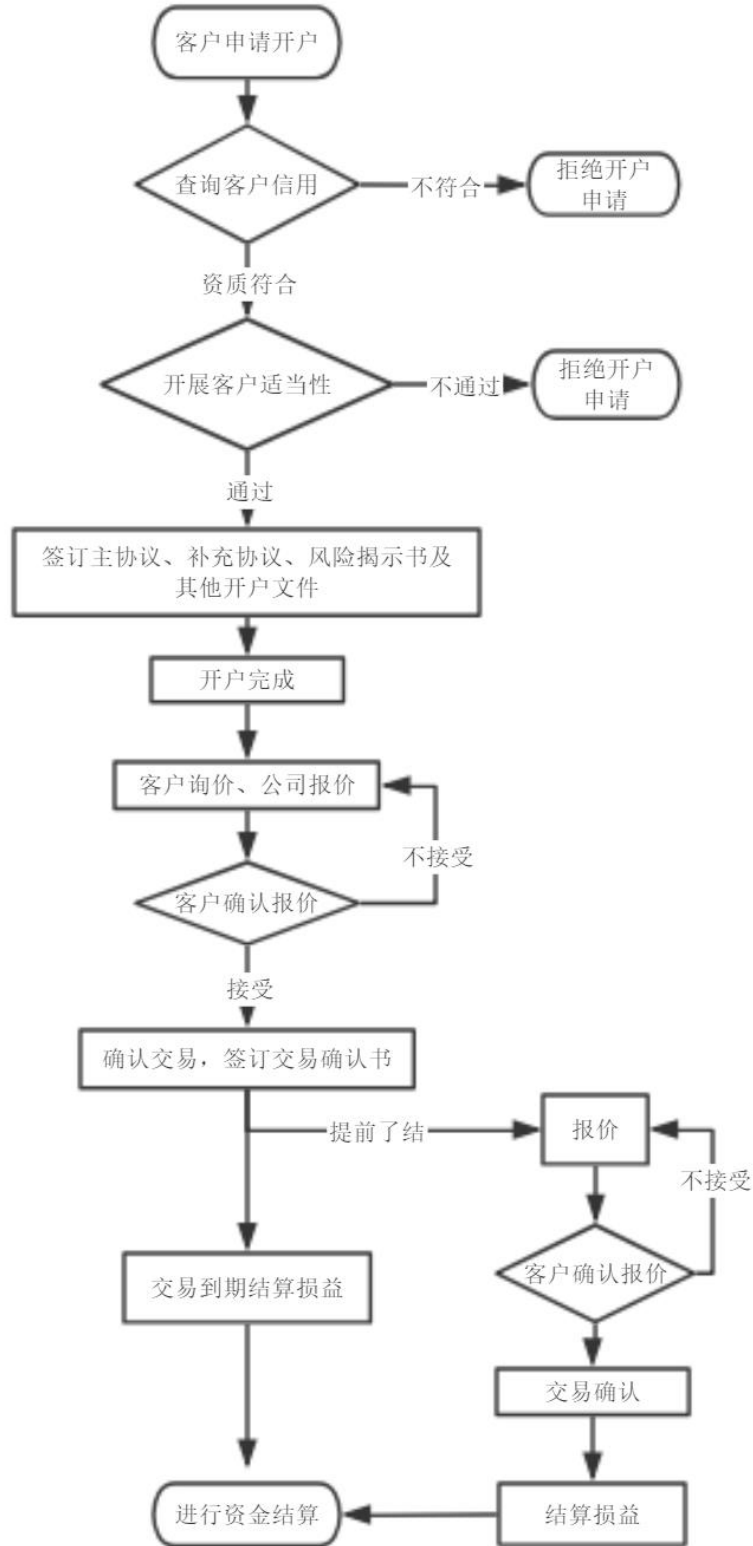 客户申请开户
查询客户信用
不符合
拒绝开户
申请
资质符合
开展客户适当性
不通过
拒绝开户
申请
通过
签订主协议、补充协议、风险揭示书及
其他开户文件
开户完成
客户询价、公司报价
不接受
客户确认报价
接受
确认交易，签订交易确认书
提前了结
报价
不接受
客户确认报价
交易到期结算损益
交易确认
进行资金结算
结算损益